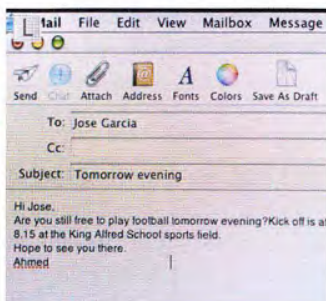 Mail File Edit View Mailbox Message
L
Send Chat Attach Address Fonts Colors Save As Draft
To: Jose Garcia
Cc:
Subject: Tomorrow evening
Hi Jose,
Are you still free to play football tomorrow evening?Kick off is at
8.15 at the King Alfred School sports field.
Hope to see you there.
Ahmed